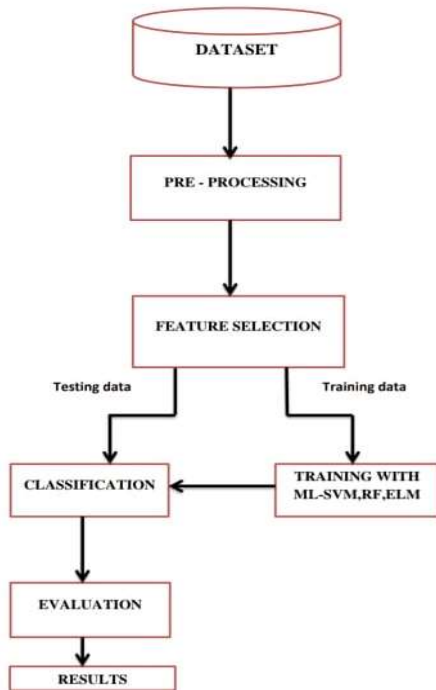 DATASET
PRE - PROCESSING
FEATURE SELECTION
Testing data
Training data
CLASSIFICATION
TRAINING WITH
ML-SVM,RF,ELM
EVALUATION
RESULTS